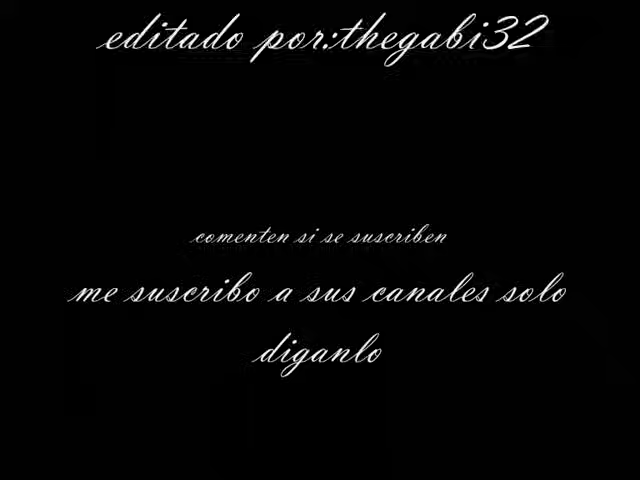 editado por:thegabi32
comenten si se suscriben
me suscribo a sus canales solo
diganlo